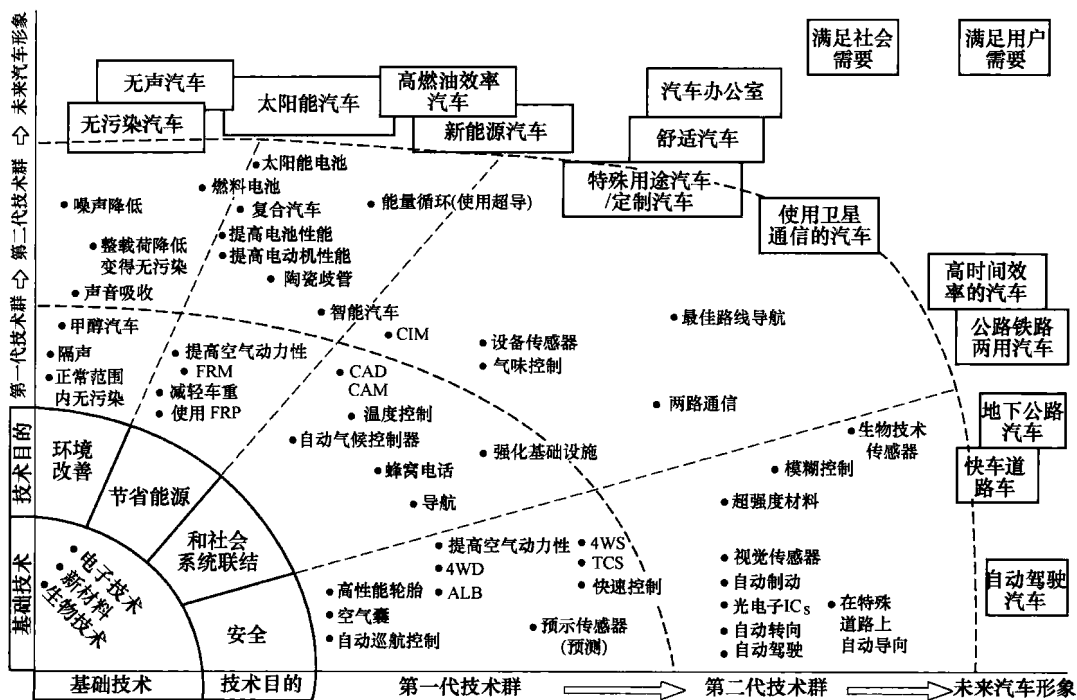 满足社会
需要
满足用户
需要
无声汽车
无污染汽车
太阳能汽车
高燃油效率
汽车
新能源汽车
汽车办公室
舒适汽车
特殊用途汽车
/定制汽车
使用卫星
通信的汽车
高时间效
率的汽车
公路铁路
两用汽车
地下公路
汽车
快车道
路车
自动驾驶
汽车
未来汽车形象
第二代技术群
第一代技术群
技术目的
基础技术
•噪声降低
•整载荷降低
变得无污染
•声音吸收
•甲醇汽车
•隔声
•正常范围
内无污染
•太阳能电池
•燃料电池
•复合汽车
•提高电池性能
•提高电动机性能
•陶瓷歧管
•提高空气动力性
•FRM
•减轻车重
•使用 FRP
•能量循环(使用超导)
•智能汽车
•CIM
•CAD
CAM
•温度控制
•自动气候控制器
•蜂窝电话
•导航
•设备传感器
•气味控制
•强化基础设施
•最佳路线导航
•两路通信
•生物技术
传感器
•模糊控制
•超强度材料
•提高空气动力性
•4WD
•ALB
•4WS
•TCS
•快速控制
•高性能轮胎
•空气囊
•自动巡航控制
•预示传感器
(预测)
•视觉传感器
•自动制动
•光电子ICS
•自动转向
•自动驾驶
•在特殊
道路上
自动导向
环境
改善
节省能源
和社会
系统联结
安全
•电子技术
•新材料
•生物技术
基础技术
技术目的
第一代技术群
第二代技术群
未来汽车形象